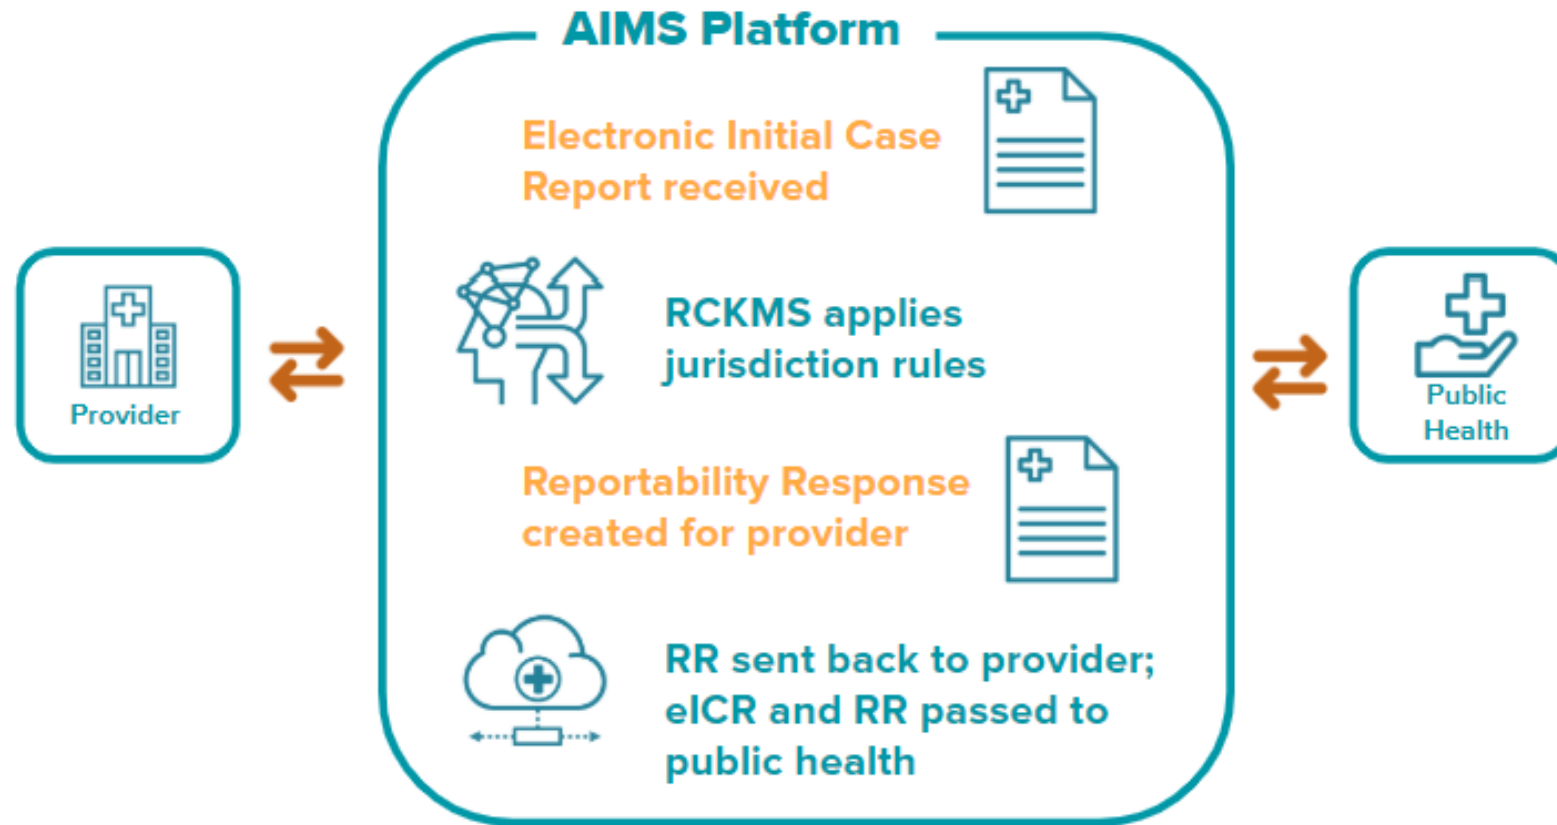 AIMS Platform
Electronic Initial Case
Report received
RCKMS applies
jurisdiction rules
Reportability Response
created for provider
RR sent back to provider;
eICR and RR passed to
public health
Provider
Public
Health